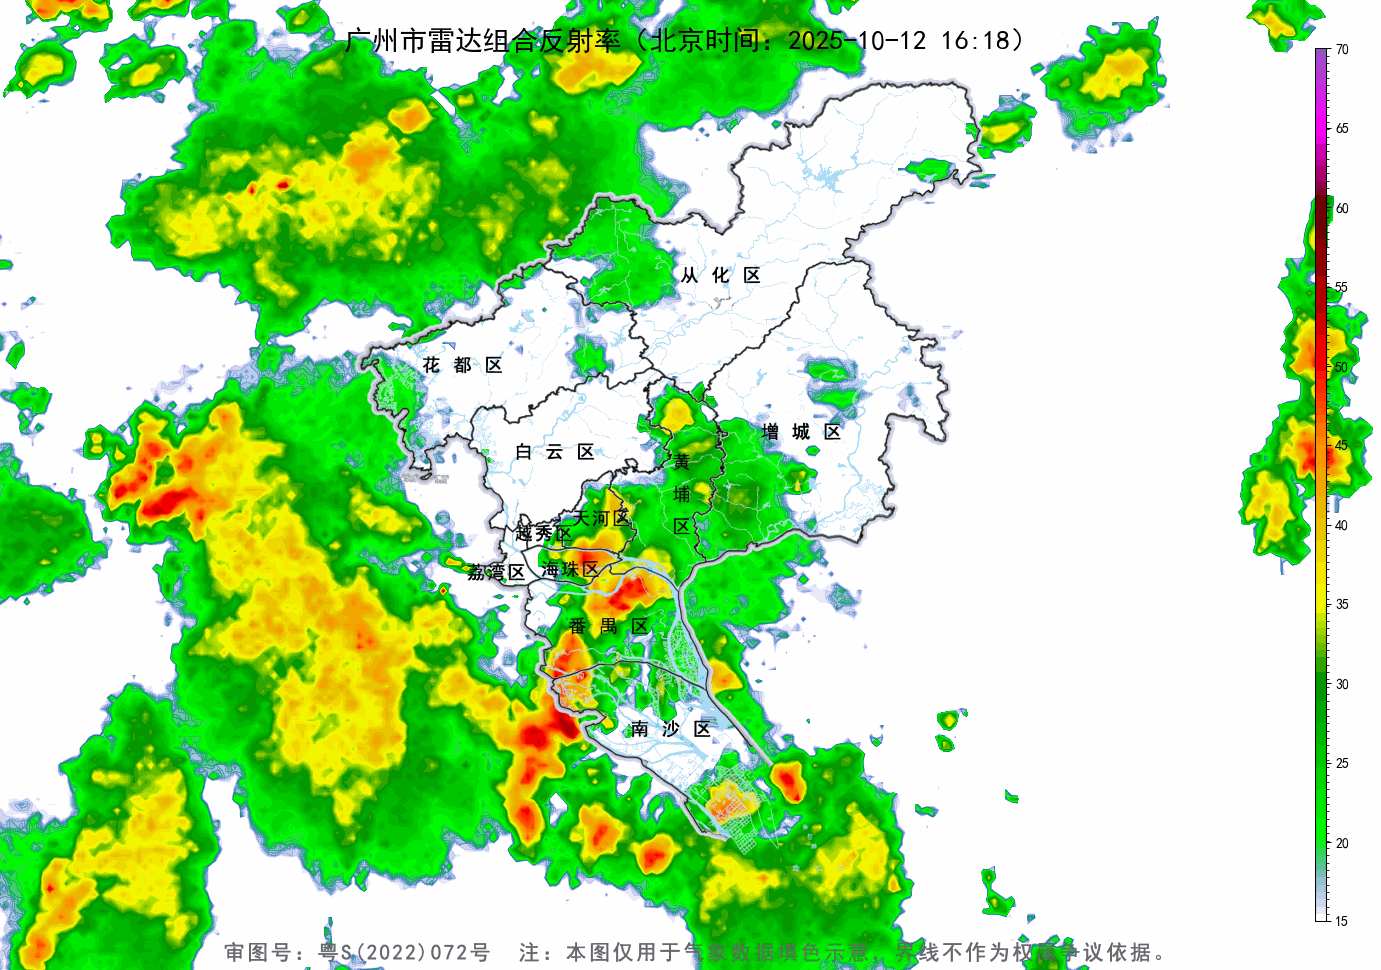 广州市雷达组合反射率（北京时间：2025-10-12 16:18）
70
65
60
55
50
45
40
35
30
25
20
15
从 化 区
花 都 区
增 城 区
白 云 区
黄
埔
区
天河区
越秀区
荔湾区
海珠区
番 禺 区
南 沙 区
审图号：粤S(2022)072号 注：本图仅用于气象数据填色示意，界线不作为权属争议依据。